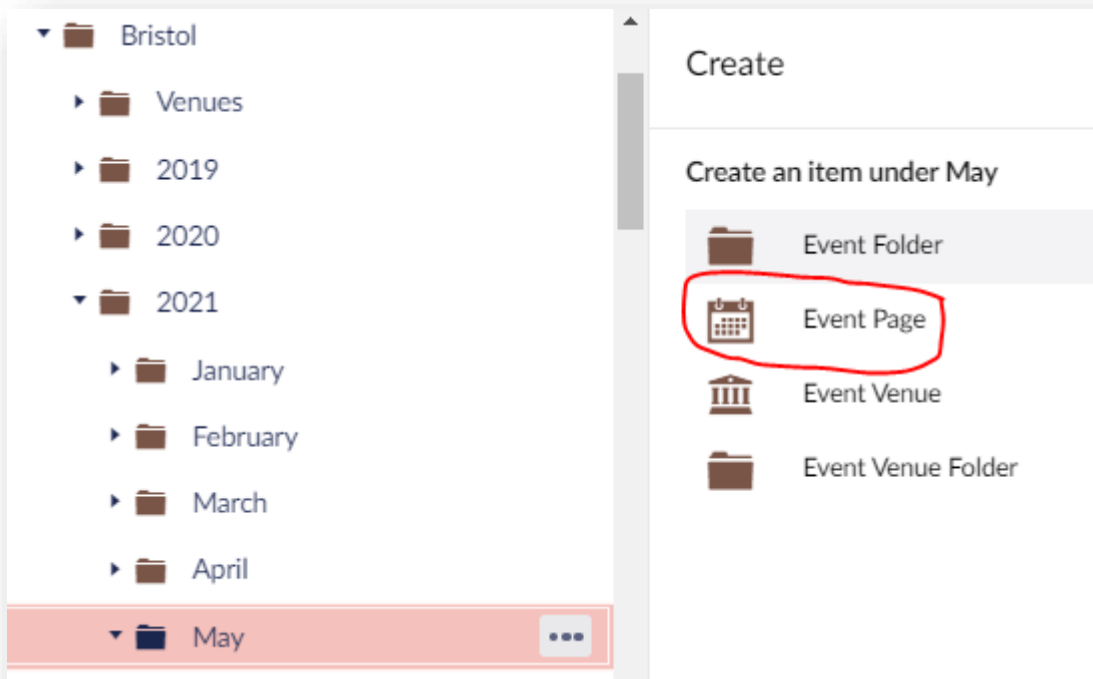 Bristol
Venues
2019
2020
2021
January
February
March
April
May
Create
Create an item under May
Event Folder
Event Page
Event Venue
Event Venue Folder